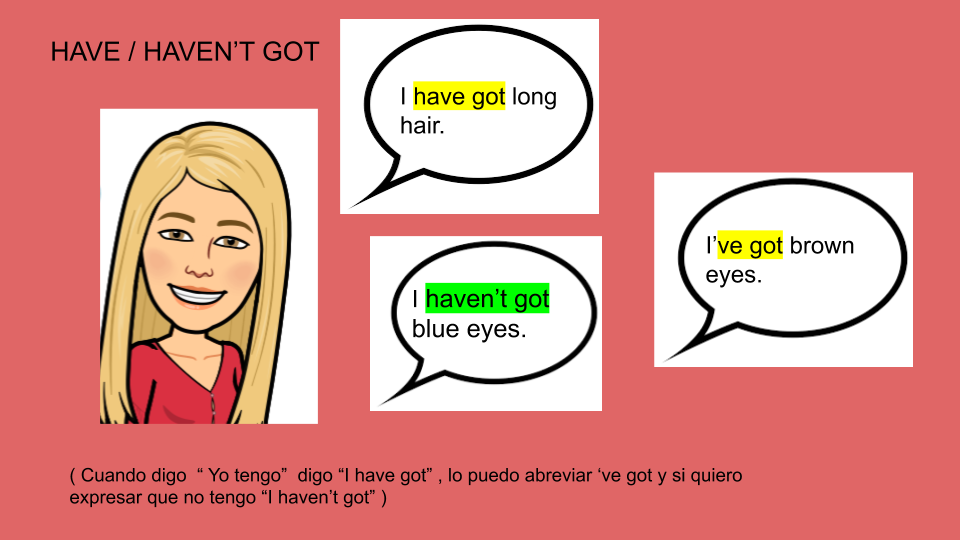 HAVE / HAVEN’T GOT
I have got long
hair.
I haven’t got
blue eyes.
I’ve got brown
eyes.
( Cuando digo “ Yo tengo” digo “I have got” , lo puedo abreviar ‘ve got y si quiero
expresar que no tengo “I haven’t got” )